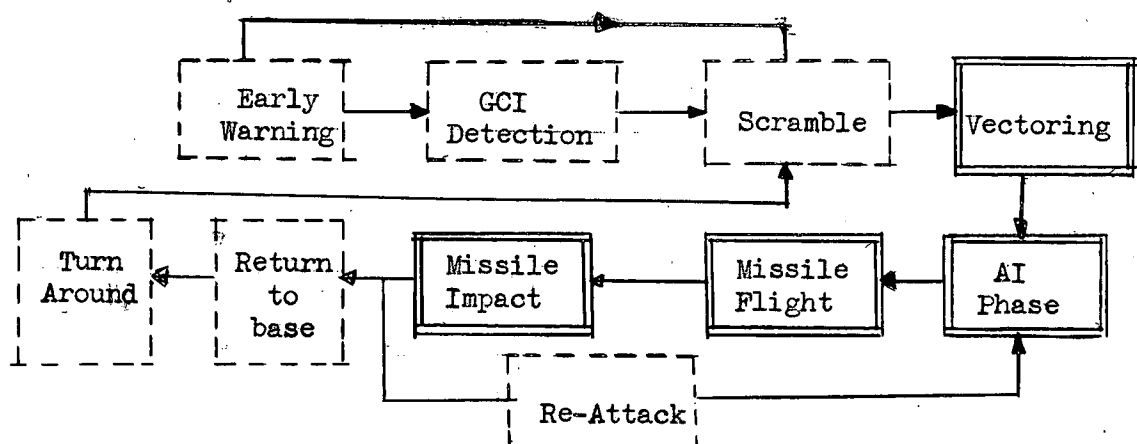 Early
Warning
GCI
Detection
Scramble
Vectoring
Turn
Around
Return
to
base
Missile
Impact
Missile
Flight
AI
Phase
Re-Attack